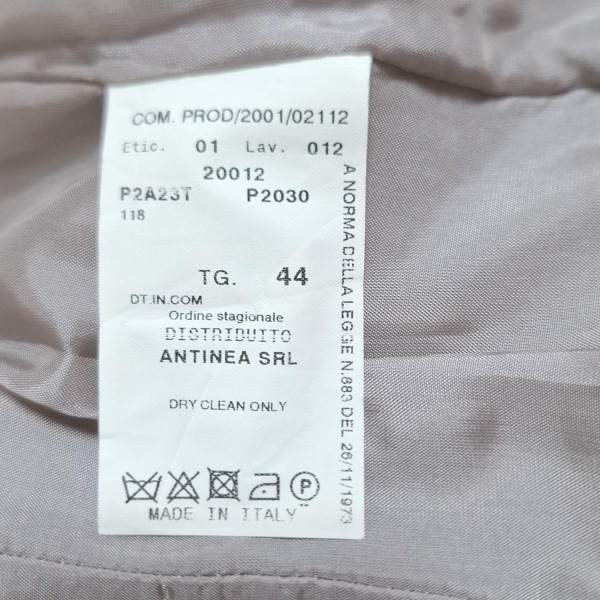 COM. PROD/2001/02112
Etic. 01 Lav. 012
20012
P2A23T P2030
118
TG. 44
DT.IN.COM
Ordine stagionale
DISTRIBUITO
ANTINEA SRL
DRY CLEAN ONLY
P
MADE IN ITALY
A NORMA DELLA LEGGE N.883 DEL 26/11/1973